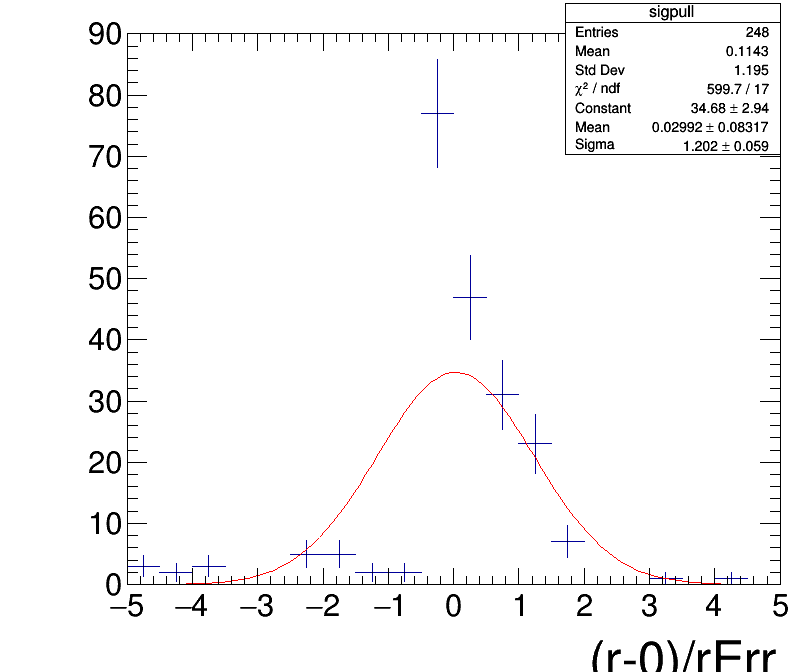 sigpull
Entries 248
Mean 0.1143
Std Dev 1.195
χ² / ndf 599.7 / 17
Constant 34.68 ± 2.94
Mean 0.02992 ± 0.08317
Sigma 1.202 ± 0.059
90
80
70
60
50
40
30
20
10
0
−5 −4 −3 −2 −1 0 1 2 3 4 5
(r-0)/rErr